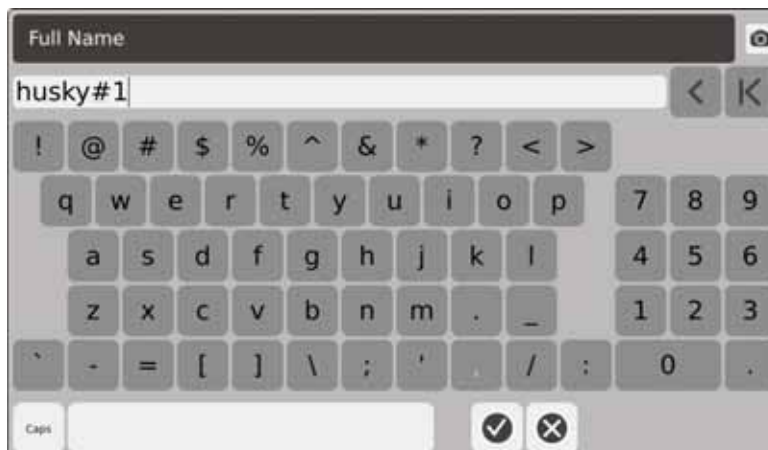 Full Name
husky#1
! @ # $ % ^ & * ? < >
q w e r t y u i o p 7 8 9
a s d f g h j k l 4 5 6
z x c v b n m . _ 1 2 3
` - = [ ] \ ; ' , / : 0 .
Caps